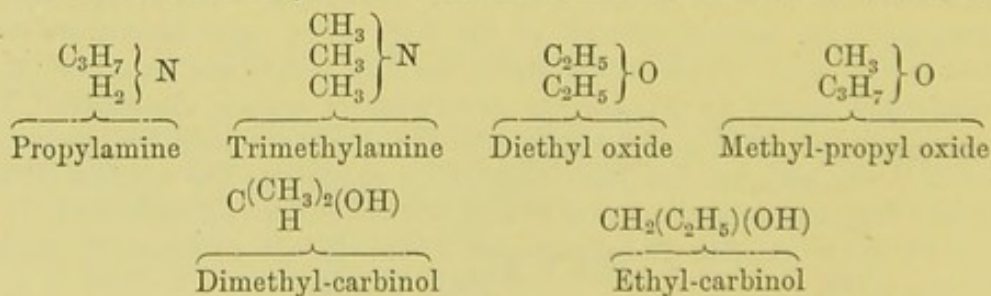 C₃H₇ H₂ } N CH₃ CH₃ CH₃ } N C₂H₅ C₂H₅ } O CH₃ C₃H₇ } O
Propylamine Trimethylamine Diethyl oxide Methyl-propyl oxide
C(CH₃)₂ H (OH) CH₂(C₂H₅)(OH)
Dimethyl-carbinol Ethyl-carbinol